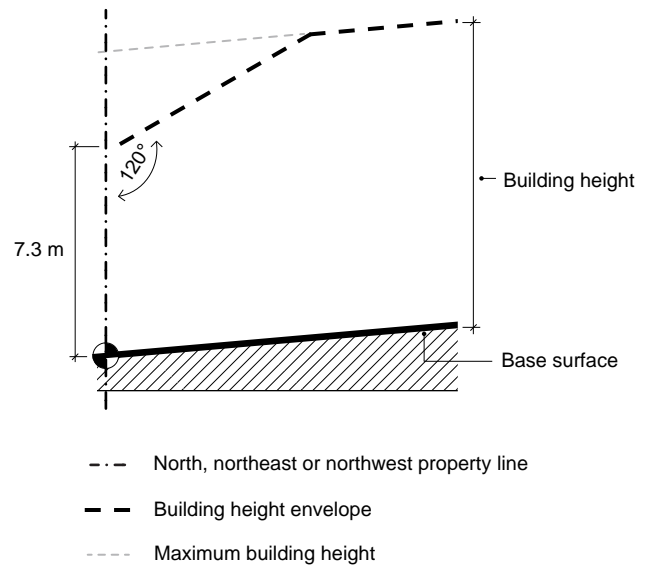 120°
Building height
7.3 m
Base surface
North, northeast or northwest property line
Building height envelope
Maximum building height